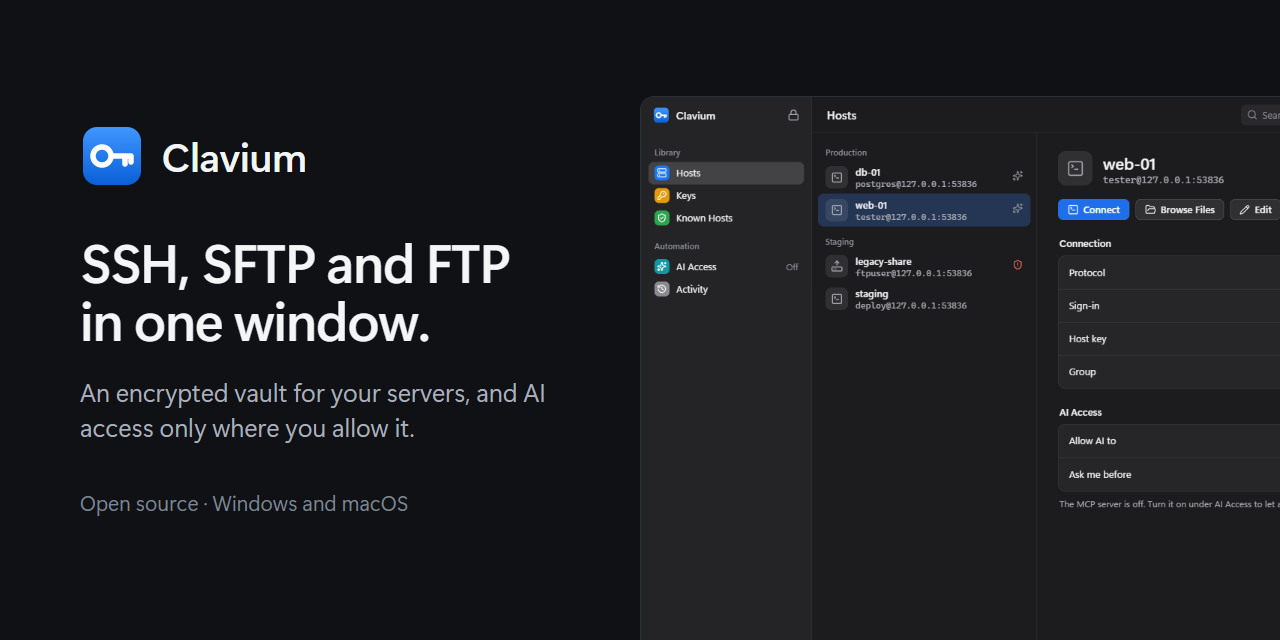 Clavium
SSH, SFTP and FTP
in one window.
An encrypted vault for your servers, and AI
access only where you allow it.
Open source · Windows and macOS
Clavium
Library
Hosts
Keys
Known Hosts
Automation
AI Access
Off
Activity
Hosts
Production
db-01
postgres@127.0.0.1:53836
web-01
tester@127.0.0.1:53836
Staging
legacy-share
ftpuser@127.0.0.1:53836
staging
deploy@127.0.0.1:53836
Sear
web-01
tester@127.0.0.1:53836
Connect
Browse Files
Edit
Connection
Protocol
Sign-in
Host key
Group
AI Access
Allow AI to
Ask me before
The MCP server is off. Turn it on under AI Access to let a